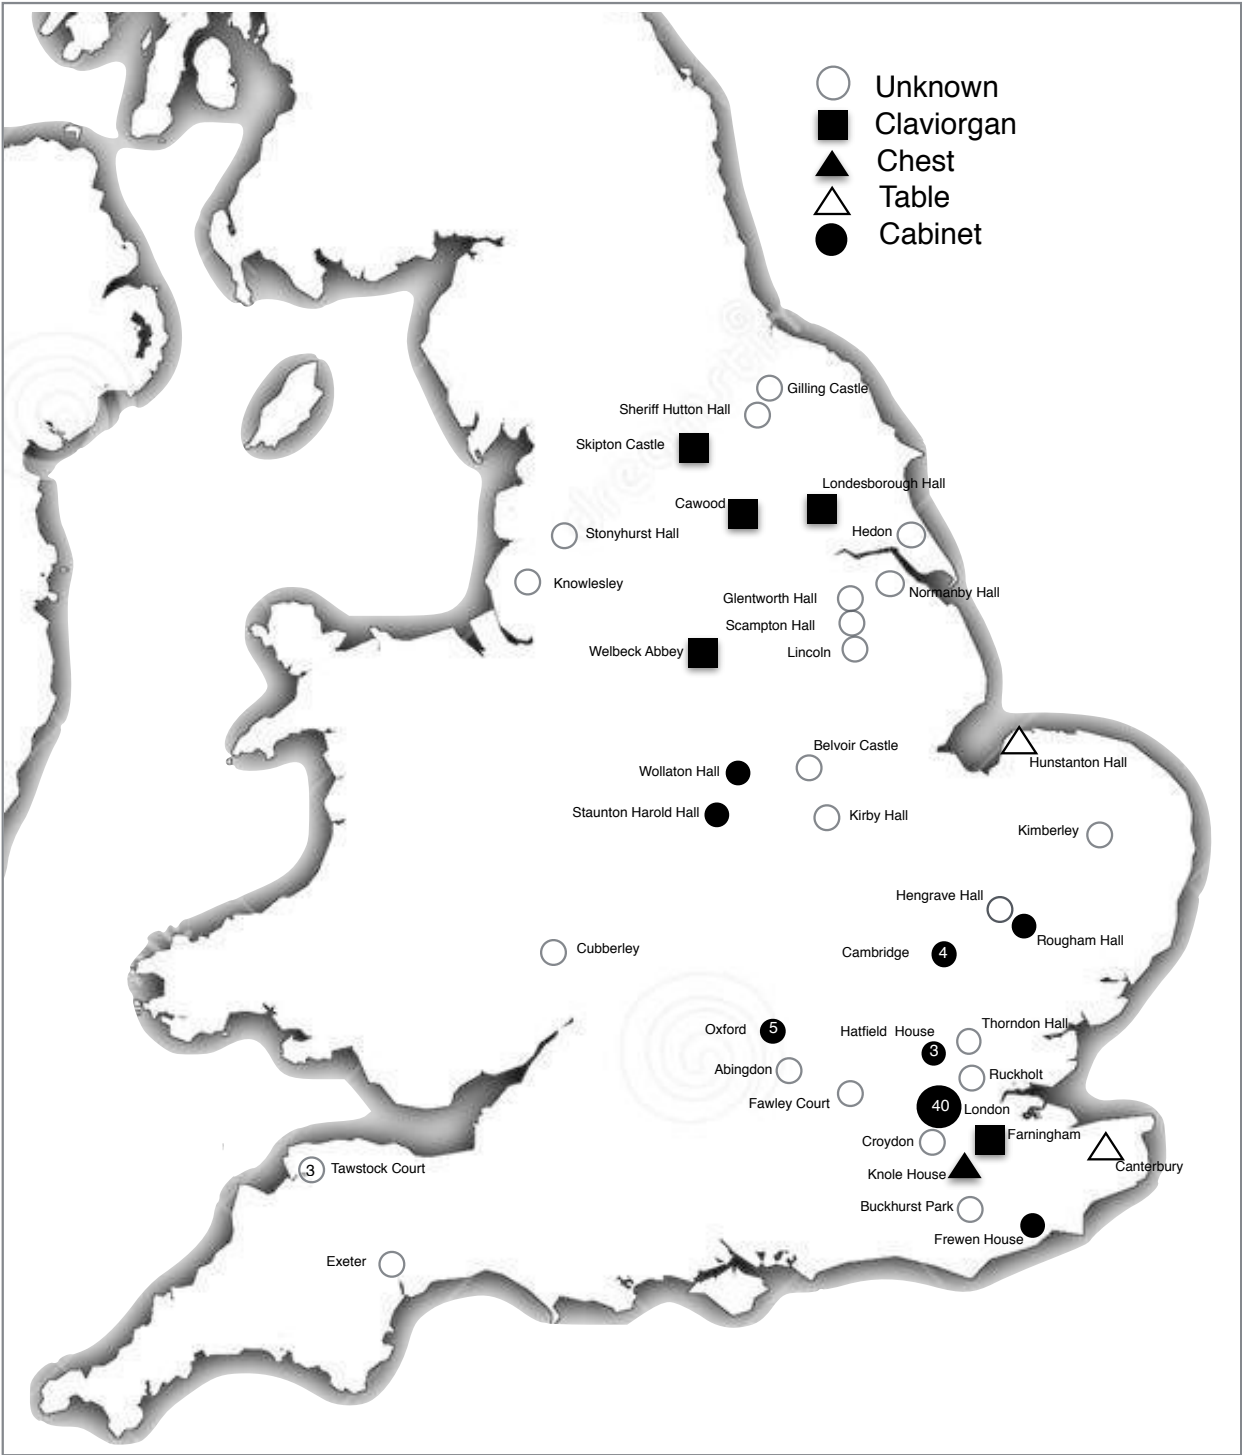 Unknown
Claviorgan
Chest
Table
Cabinet
Gilling Castle
Sheriff Hutton Hall
Skipton Castle
Londesborough Hall
Cawood
Hedon
Stonyhurst Hall
Knowlesley
Normanby Hall
Glentworth Hall
Scampton Hall
Welbeck Abbey
Lincoln
Belvoir Castle
Hunstanton Hall
Wollaton Hall
Staunton Harold Hall
Kirby Hall
Kimberley
Hengrave Hall
Rougham Hall
Cubberley
Cambridge 4
Thorndon Hall
Oxford 5
Hatfield House
3
Abingdon
Ruckholt
Fawley Court
40 London
Farningham
Croydon
Canterbury
3 Tawstock Court
Knole House
Buckhurst Park
Frewen House
Exeter